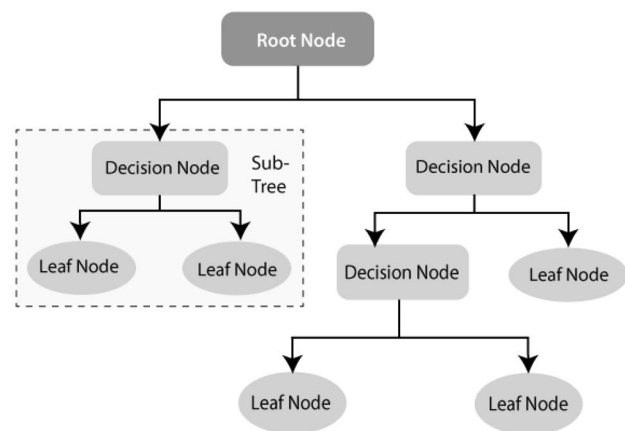 Root Node
Decision Node
Sub-
Tree
Decision Node
Leaf Node
Leaf Node
Decision Node
Leaf Node
Leaf Node
Leaf Node